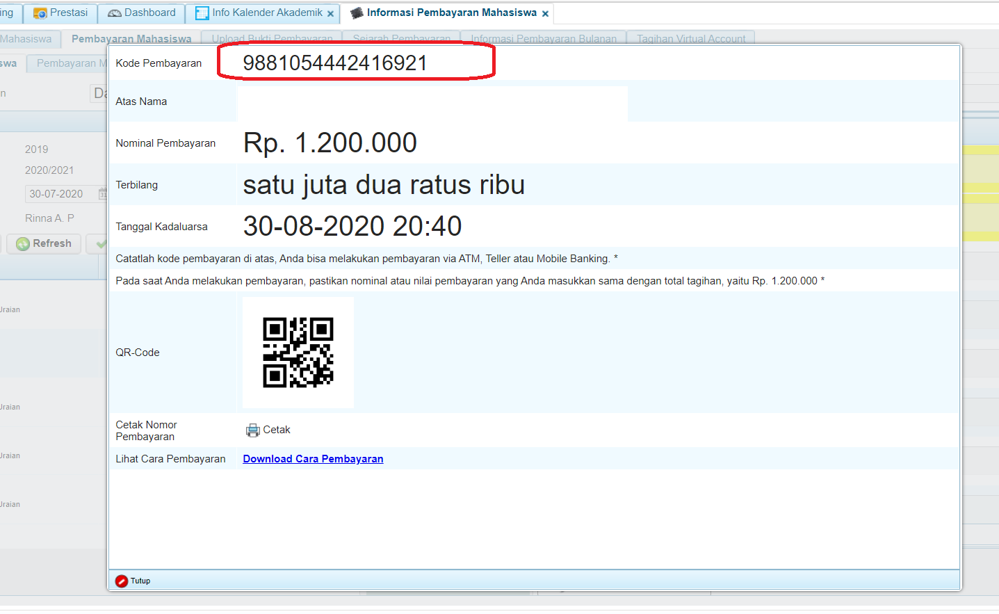 ing
Prestasi
Dashboard
Info Kalender Akademik
Informasi Pembayaran Mahasiswa
Mahasiswa
Pembayaran Mahasiswa
Upload Bukti Pembayaran
Sejarah Pembayaran
Informasi Pembayaran Bulanan
Tagihan Virtual Account
swa
Pembayaran M
n
Da
2019
2020/2021
30-07-2020
31
Rinna A. P
Refresh
Uraian
Uraian
Uraian
Uraian
Kode Pembayaran
9881054442416921
Atas Nama
Nominal Pembayaran
Rp. 1.200.000
Terbilang
satu juta dua ratus ribu
Tanggal Kadaluarsa
30-08-2020 20:40
Catatlah kode pembayaran di atas, Anda bisa melakukan pembayaran via ATM, Teller atau Mobile Banking. *
Pada saat Anda melakukan pembayaran, pastikan nominal atau nilai pembayaran yang Anda masukkan sama dengan total tagihan, yaitu Rp. 1.200.000 *
QR-Code
Cetak Nomor
Pembayaran
Cetak
Lihat Cara Pembayaran
Download Cara Pembayaran
Tutup